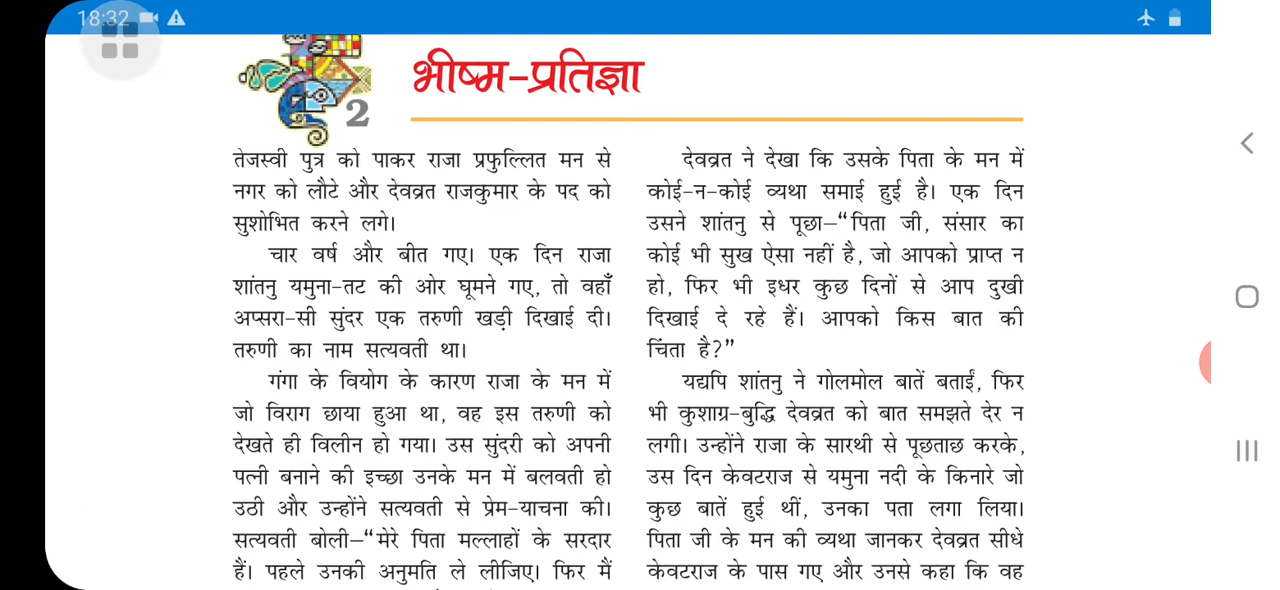 18:32
2
भीष्म-प्रतिज्ञा
तेजस्वी पुत्र को पाकर राजा प्रफुल्लित मन से
नगर को लौटे और देवव्रत राजकुमार के पद को
सुशोभित करने लगे।
चार वर्ष और बीत गए। एक दिन राजा
शांतनु यमुना-तट की ओर घूमने गए, तो वहाँ
अप्सरा-सी सुंदर एक तरुणी खड़ी दिखाई दी।
तरुणी का नाम सत्यवती था।
गंगा के वियोग के कारण राजा के मन में
जो विराग छाया हुआ था, वह इस तरुणी को
देखते ही विलीन हो गया। उस सुंदरी को अपनी
पत्नी बनाने की इच्छा उनके मन में बलवती हो
उठी और उन्होंने सत्यवती से प्रेम-याचना की।
सत्यवती बोली-“मेरे पिता मल्लाहों के सरदार
हैं। पहले उनकी अनुमति ले लीजिए। फिर मैं
देवव्रत ने देखा कि उसके पिता के मन में
कोई-न-कोई व्यथा समाई हुई है। एक दिन
उसने शांतनु से पूछा-“पिता जी, संसार का
कोई भी सुख ऐसा नहीं है, जो आपको प्राप्त न
हो, फिर भी इधर कुछ दिनों से आप दुखी
दिखाई दे रहे हैं। आपको किस बात की
चिंता है?”
यद्यपि शांतनु ने गोलमोल बातें बताईं, फिर
भी कुशाग्र-बुद्धि देवव्रत को बात समझते देर न
लगी। उन्होंने राजा के सारथी से पूछताछ करके,
उस दिन केवटराज से यमुना नदी के किनारे जो
कुछ बातें हुई थीं, उनका पता लगा लिया।
पिता जी के मन की व्यथा जानकर देवव्रत सीधे
केवटराज के पास गए और उनसे कहा कि वह